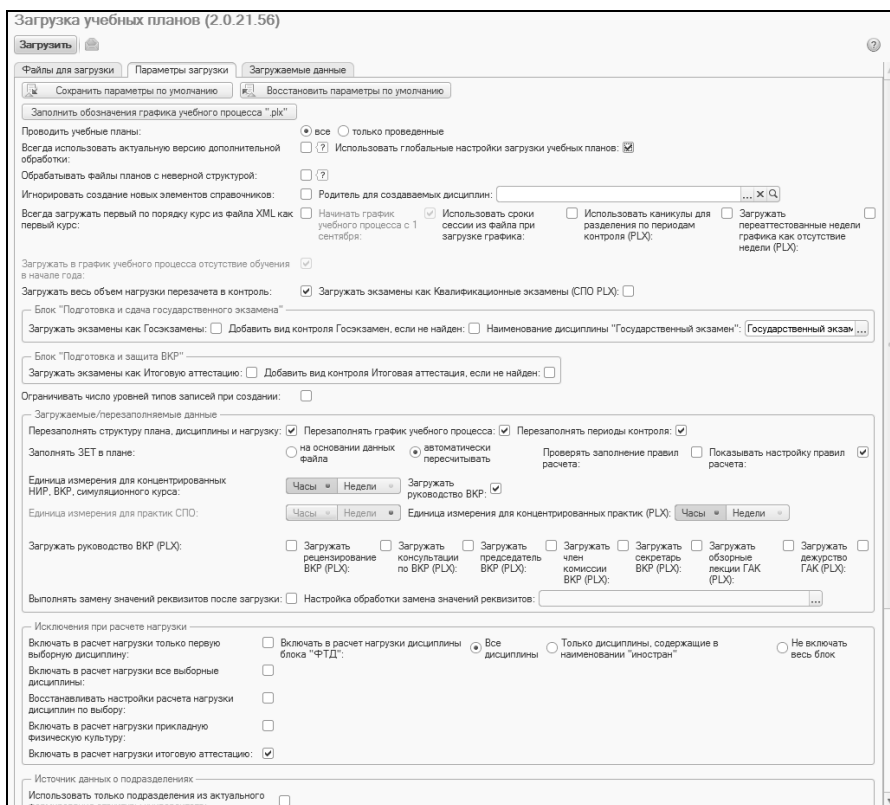 Загрузка учебных планов (2.0.21.56)
Загрузить
?
Файлы для загрузки Параметры загрузки Загружаемые данные
Сохранить параметры по умолчанию Восстановить параметры по умолчанию
Заполнить обозначения графика учебного процесса ".plx"
Проводить учебные планы: все только проведенные
Всегда использовать актуальную версию дополнительной обработки: ? Использовать глобальные настройки загрузки учебных планов:
Обрабатывать файлы планов с неверной структурой: ?
Игнорировать создание новых элементов справочников: Родитель для создаваемых дисциплин: ...
Всегда загружать первый по порядку курс из файла XML как первый курс: Начинать график учебного процесса с 1 сентября: Использовать сроки сессии из файла при загрузке графика: Использовать каникулы для разделения по периодам контроля (PLX): Загружать переаттестованные недели графика как отсутствие недели (PLX):
Загружать в график учебного процесса отсутствие обучения в начале года:
Загружать весь объем нагрузки перезачета в контроль: Загружать экзамены как Квалификационные экзамены (СПО PLX):
Блок "Подготовка и сдача государственного экзамена"
Загружать экзамены как Госэкзамены: Добавить вид контроля Госэкзамен, если не найден: Наименование дисциплины "Государственный экзамен": Государственный экзам ...
Блок "Подготовка и защита ВКР"
Загружать экзамены как Итоговую аттестацию: Добавить вид контроля Итоговая аттестация, если не найден:
Ограничивать число уровней типов записей при создании:
Загружаемые/перезаполняемые данные
Перезаполнять структуру плана, дисциплины и нагрузку: Перезаполнять график учебного процесса: Перезаполнять периоды контроля:
Заполнять ЗЕТ в плане: на основании данных файла автоматически пересчитывать Проверять заполнение правил расчета: Показывать настройку правил расчета:
Единица измерения для концентрированных НИР, ВКР, симуляционного курса: Часы Недели Загружать руководство ВКР:
Единица измерения для практик СПО: Часы Недели Единица измерения для концентрированных практик (PLX): Часы Недели
Загружать руководство ВКР (PLX): Загружать рецензирование ВКР (PLX): Загружать консультации по ВКР (PLX): Загружать председатель ВКР (PLX): Загружать член комиссии ВКР (PLX): Загружать секретарь ВКР (PLX): Загружать обзорные лекции ГАК (PLX): Загружать дежурство ГАК (PLX):
Выполнять замену значений реквизитов после загрузки: Настройка обработки замена значений реквизитов: ...
Исключения при расчете нагрузки
Включать в расчет нагрузки только первую выборную дисциплину: Включать в расчет нагрузки дисциплины блока "ФТД": Все дисциплины Только дисциплины, содержащие в наименовании "иностран" Не включать весь блок
Включать в расчет нагрузки все выборные дисциплины:
Восстанавливать настройки расчета нагрузки дисциплин по выбору:
Включать в расчет нагрузки прикладную физическую культуру:
Включать в расчет нагрузки итоговую аттестацию:
Источник данных о подразделениях
Использовать только подразделения из актуального